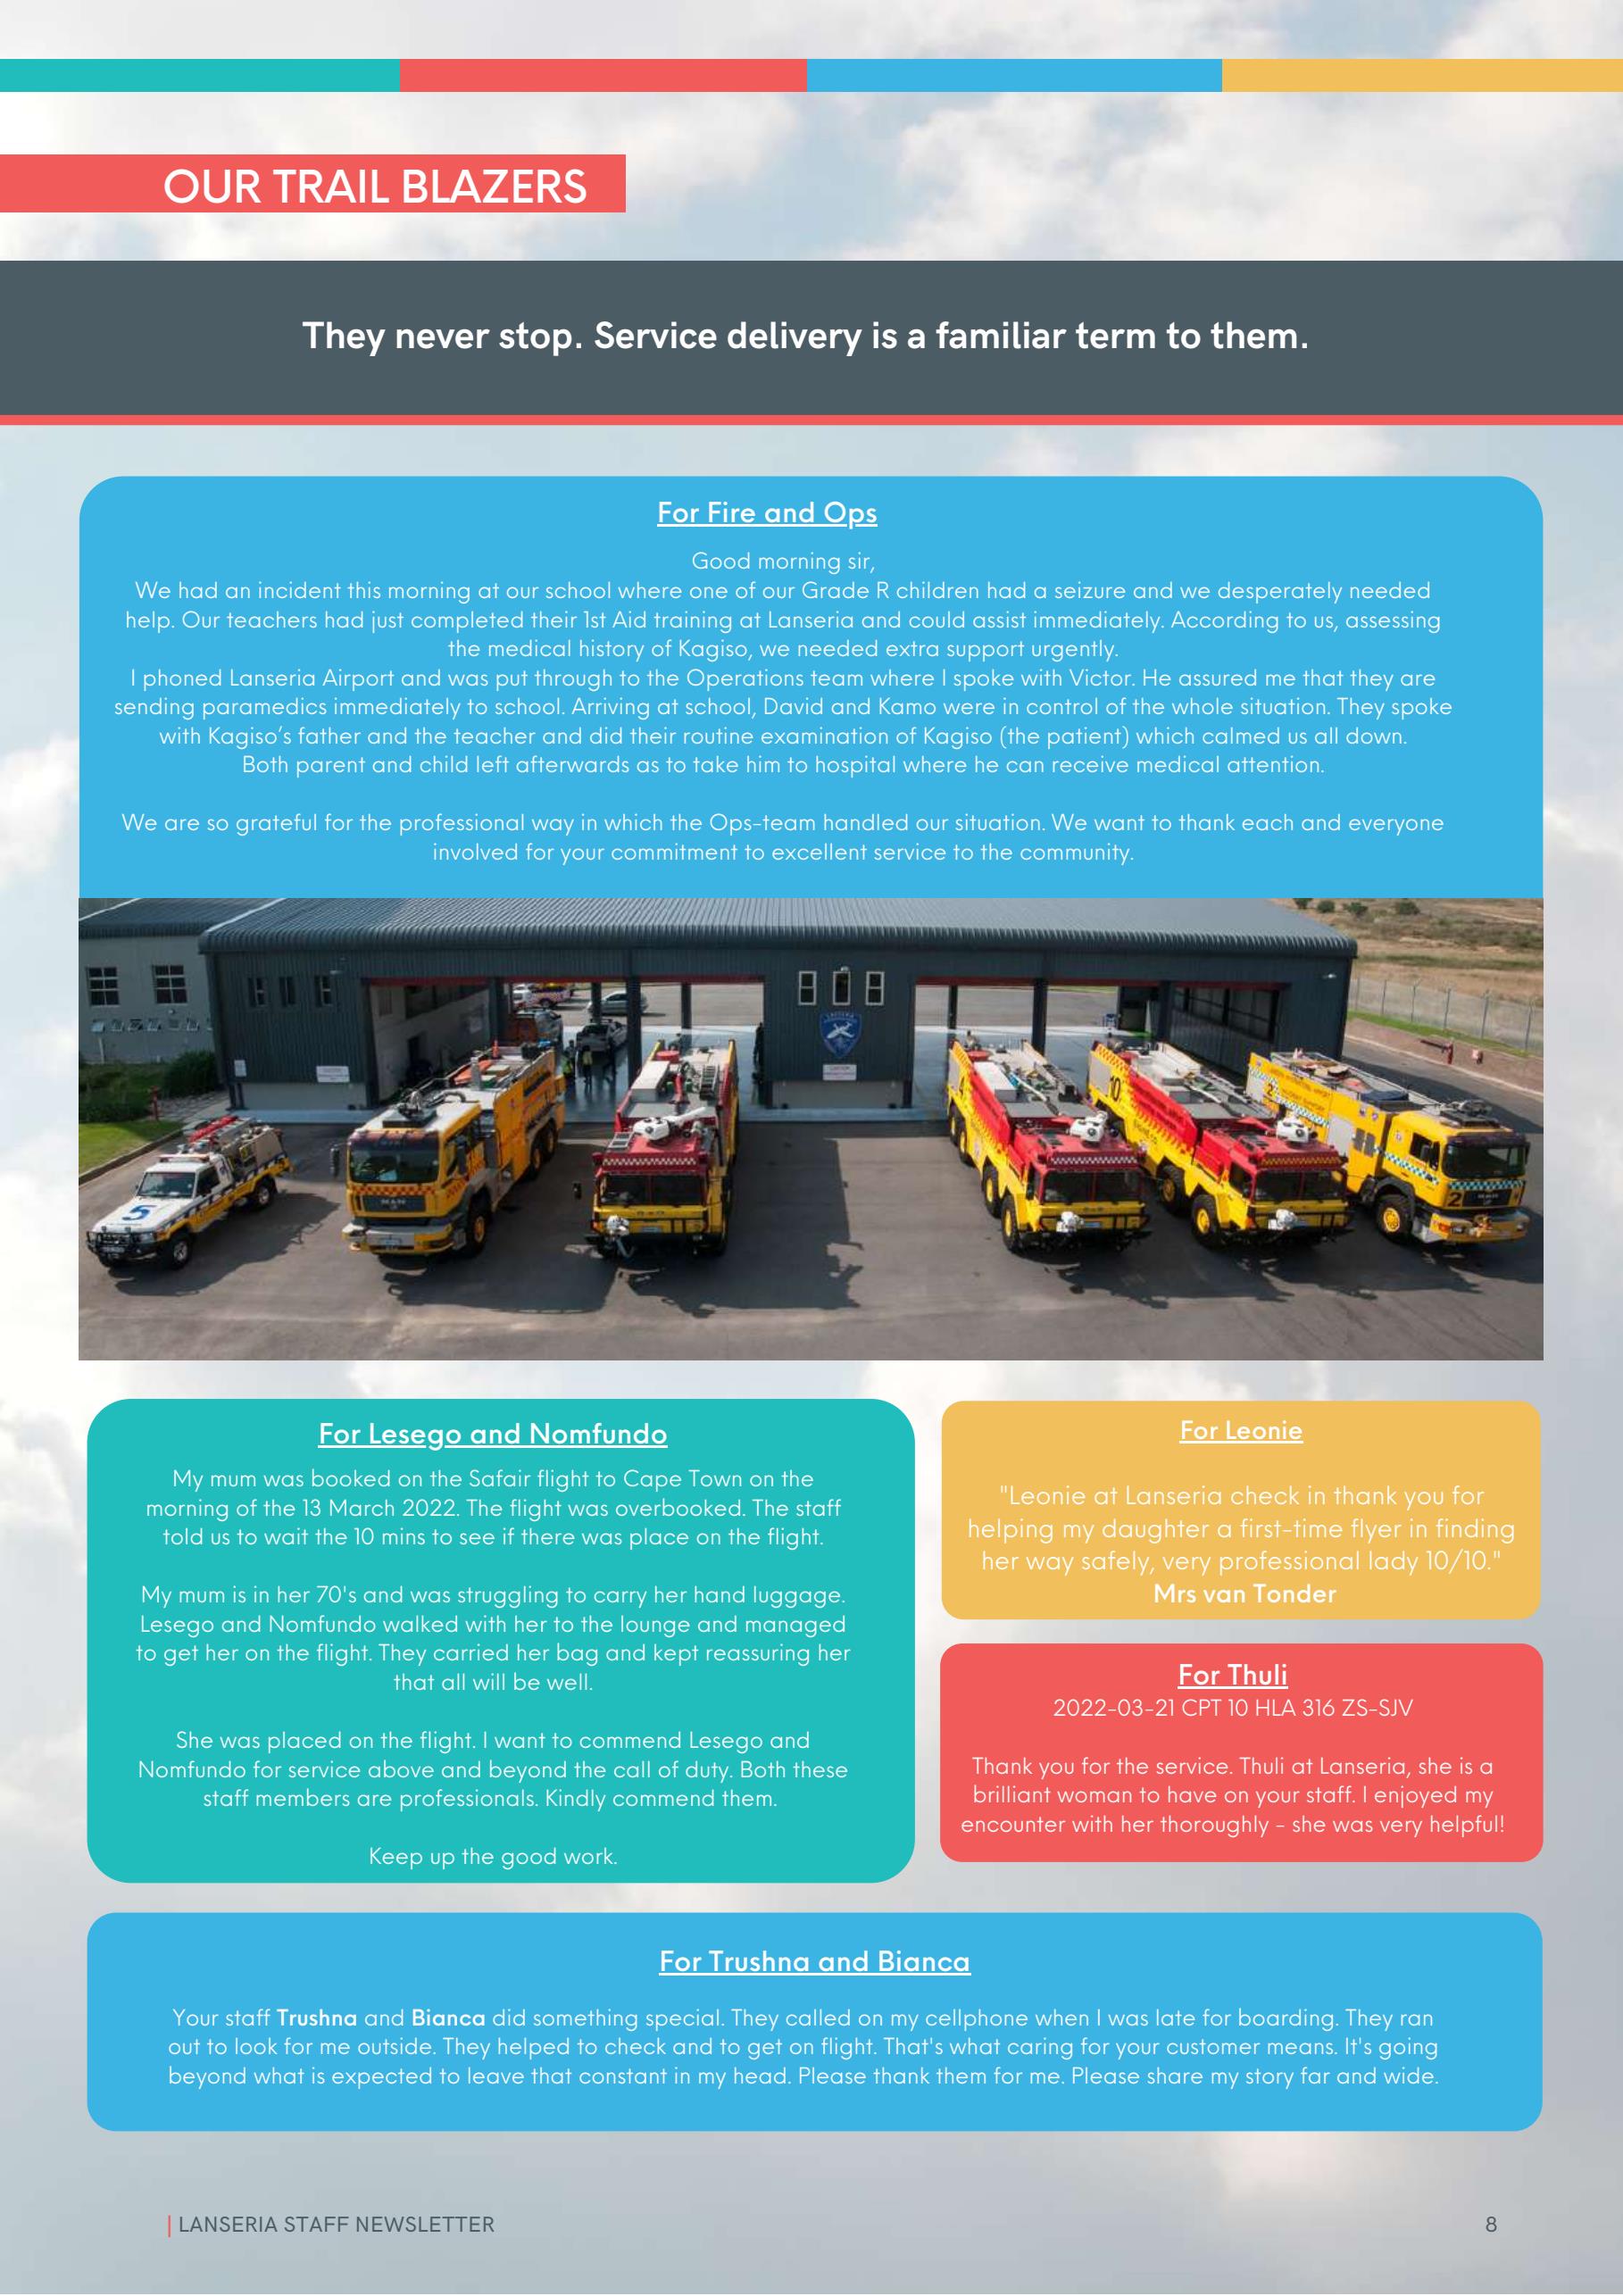 OUR TRAIL BLAZERS
They never stop. Service delivery is a familiar term to them.
For Fire and Ops
Good morning sir,
We had an incident this morning at our school where one of our Grade R children had a seizure and we desperately needed
help. Our teachers had just completed their 1st Aid training at Lanseria and could assist immediately. According to us, assessing
the medical history of Kagiso, we needed extra support urgently.
I phoned Lanseria Airport and was put through to the Operations team where I spoke with Victor. He assured me that they are
sending paramedics immediately to school. Arriving at school, David and Kamo were in control of the whole situation. They spoke
with Kagiso’s father and the teacher and did their routine examination of Kagiso (the patient) which calmed us all down.
Both parent and child left afterwards as to take him to hospital where he can receive medical attention.
We are so grateful for the professional way in which the Ops-team handled our situation. We want to thank each and everyone
involved for your commitment to excellent service to the community.
LANSERIA
10
5
MAN
2
For Lesego and Nomfundo
My mum was booked on the Safair flight to Cape Town on the
morning of the 13 March 2022. The flight was overbooked. The staff
told us to wait the 10 mins to see if there was place on the flight.
My mum is in her 70's and was struggling to carry her hand luggage.
Lesego and Nomfundo walked with her to the lounge and managed
to get her on the flight. They carried her bag and kept reassuring her
that all will be well.
She was placed on the flight. I want to commend Lesego and
Nomfundo for service above and beyond the call of duty. Both these
staff members are professionals. Kindly commend them.
Keep up the good work.
For Leonie
"Leonie at Lanseria check in thank you for
helping my daughter a first-time flyer in finding
her way safely, very professional lady 10/10."
Mrs van Tonder
For Thuli
2022-03-21 CPT 10 HLA 316 ZS-SJV
Thank you for the service. Thuli at Lanseria, she is a
brilliant woman to have on your staff. I enjoyed my
encounter with her thoroughly - she was very helpful!
For Trushna and Bianca
Your staff Trushna and Bianca did something special. They called on my cellphone when I was late for boarding. They ran
out to look for me outside. They helped to check and to get on flight. That's what caring for your customer means. It's going
beyond what is expected to leave that constant in my head. Please thank them for me. Please share my story far and wide.
| LANSERIA STAFF NEWSLETTER
8